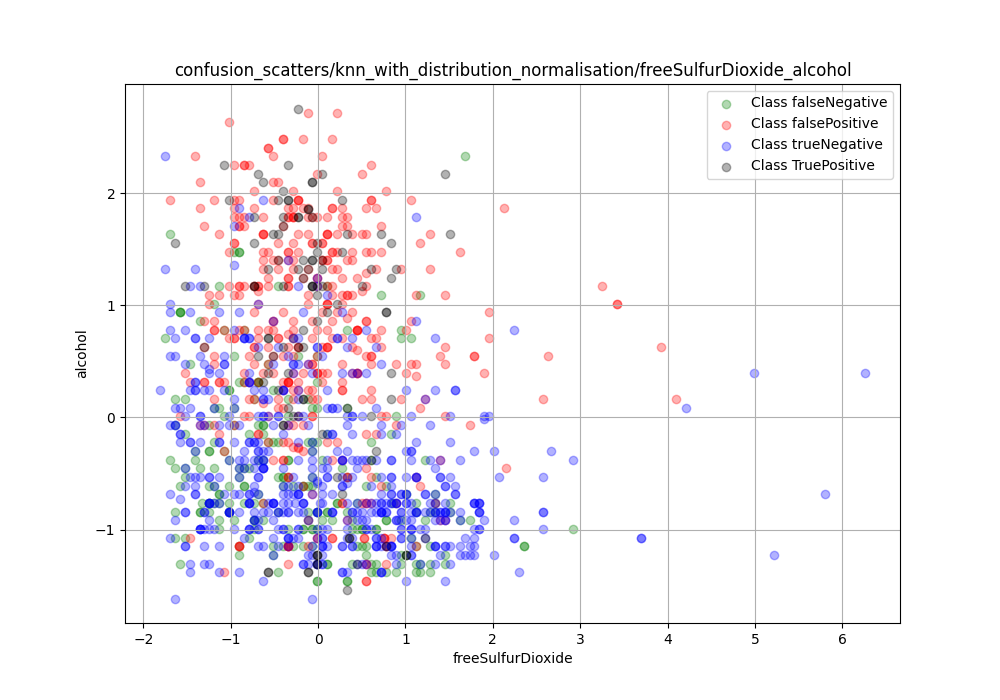 confusion_scatters/knn_with_distribution_normalisation/freeSulfurDioxide_alcohol
Class falseNegative
Class falsePositive
Class trueNegative
Class TruePositive
2
1
0
−1
alcohol
−2 −1 0 1 2 3 4 5 6
freeSulfurDioxide